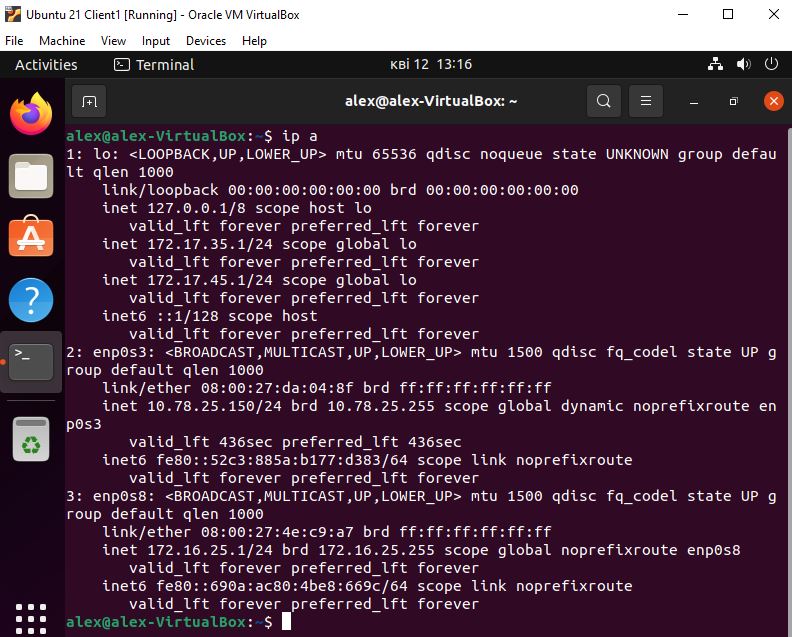 Ubuntu 21 Client1 [Running] - Oracle VM VirtualBox
File Machine View Input Devices Help
Activities Terminal кві 12 13:16
alex@alex-VirtualBox: ~
alex@alex-VirtualBox:~$ ip a
1: lo: <LOOPBACK,UP,LOWER_UP> mtu 65536 qdisc noqueue state UNKNOWN group defau
lt qlen 1000
    link/loopback 00:00:00:00:00:00 brd 00:00:00:00:00:00
    inet 127.0.0.1/8 scope host lo
       valid_lft forever preferred_lft forever
    inet 172.17.35.1/24 scope global lo
       valid_lft forever preferred_lft forever
    inet 172.17.45.1/24 scope global lo
       valid_lft forever preferred_lft forever
    inet6 ::1/128 scope host
       valid_lft forever preferred_lft forever
2: enp0s3: <BROADCAST,MULTICAST,UP,LOWER_UP> mtu 1500 qdisc fq_codel state UP g
roup default qlen 1000
    link/ether 08:00:27:da:04:8f brd ff:ff:ff:ff:ff:ff
    inet 10.78.25.150/24 brd 10.78.25.255 scope global dynamic noprefixroute en
p0s3
       valid_lft 436sec preferred_lft 436sec
    inet6 fe80::52c3:885a:b177:d383/64 scope link noprefixroute
       valid_lft forever preferred_lft forever
3: enp0s8: <BROADCAST,MULTICAST,UP,LOWER_UP> mtu 1500 qdisc fq_codel state UP g
roup default qlen 1000
    link/ether 08:00:27:4e:c9:a7 brd ff:ff:ff:ff:ff:ff
    inet 172.16.25.1/24 brd 172.16.25.255 scope global noprefixroute enp0s8
       valid_lft forever preferred_lft forever
    inet6 fe80::690a:ac80:4be8:669c/64 scope link noprefixroute
       valid_lft forever preferred_lft forever
alex@alex-VirtualBox:~$